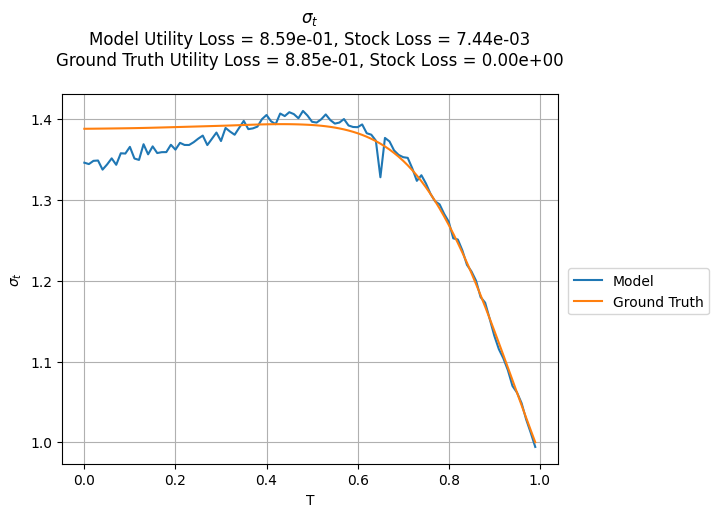 σt
Model Utility Loss = 8.59e-01, Stock Loss = 7.44e-03
Ground Truth Utility Loss = 8.85e-01, Stock Loss = 0.00e+00
1.4
1.3
1.2
1.1
1.0
σt
0.0 0.2 0.4 0.6 0.8 1.0
T
Model
Ground Truth